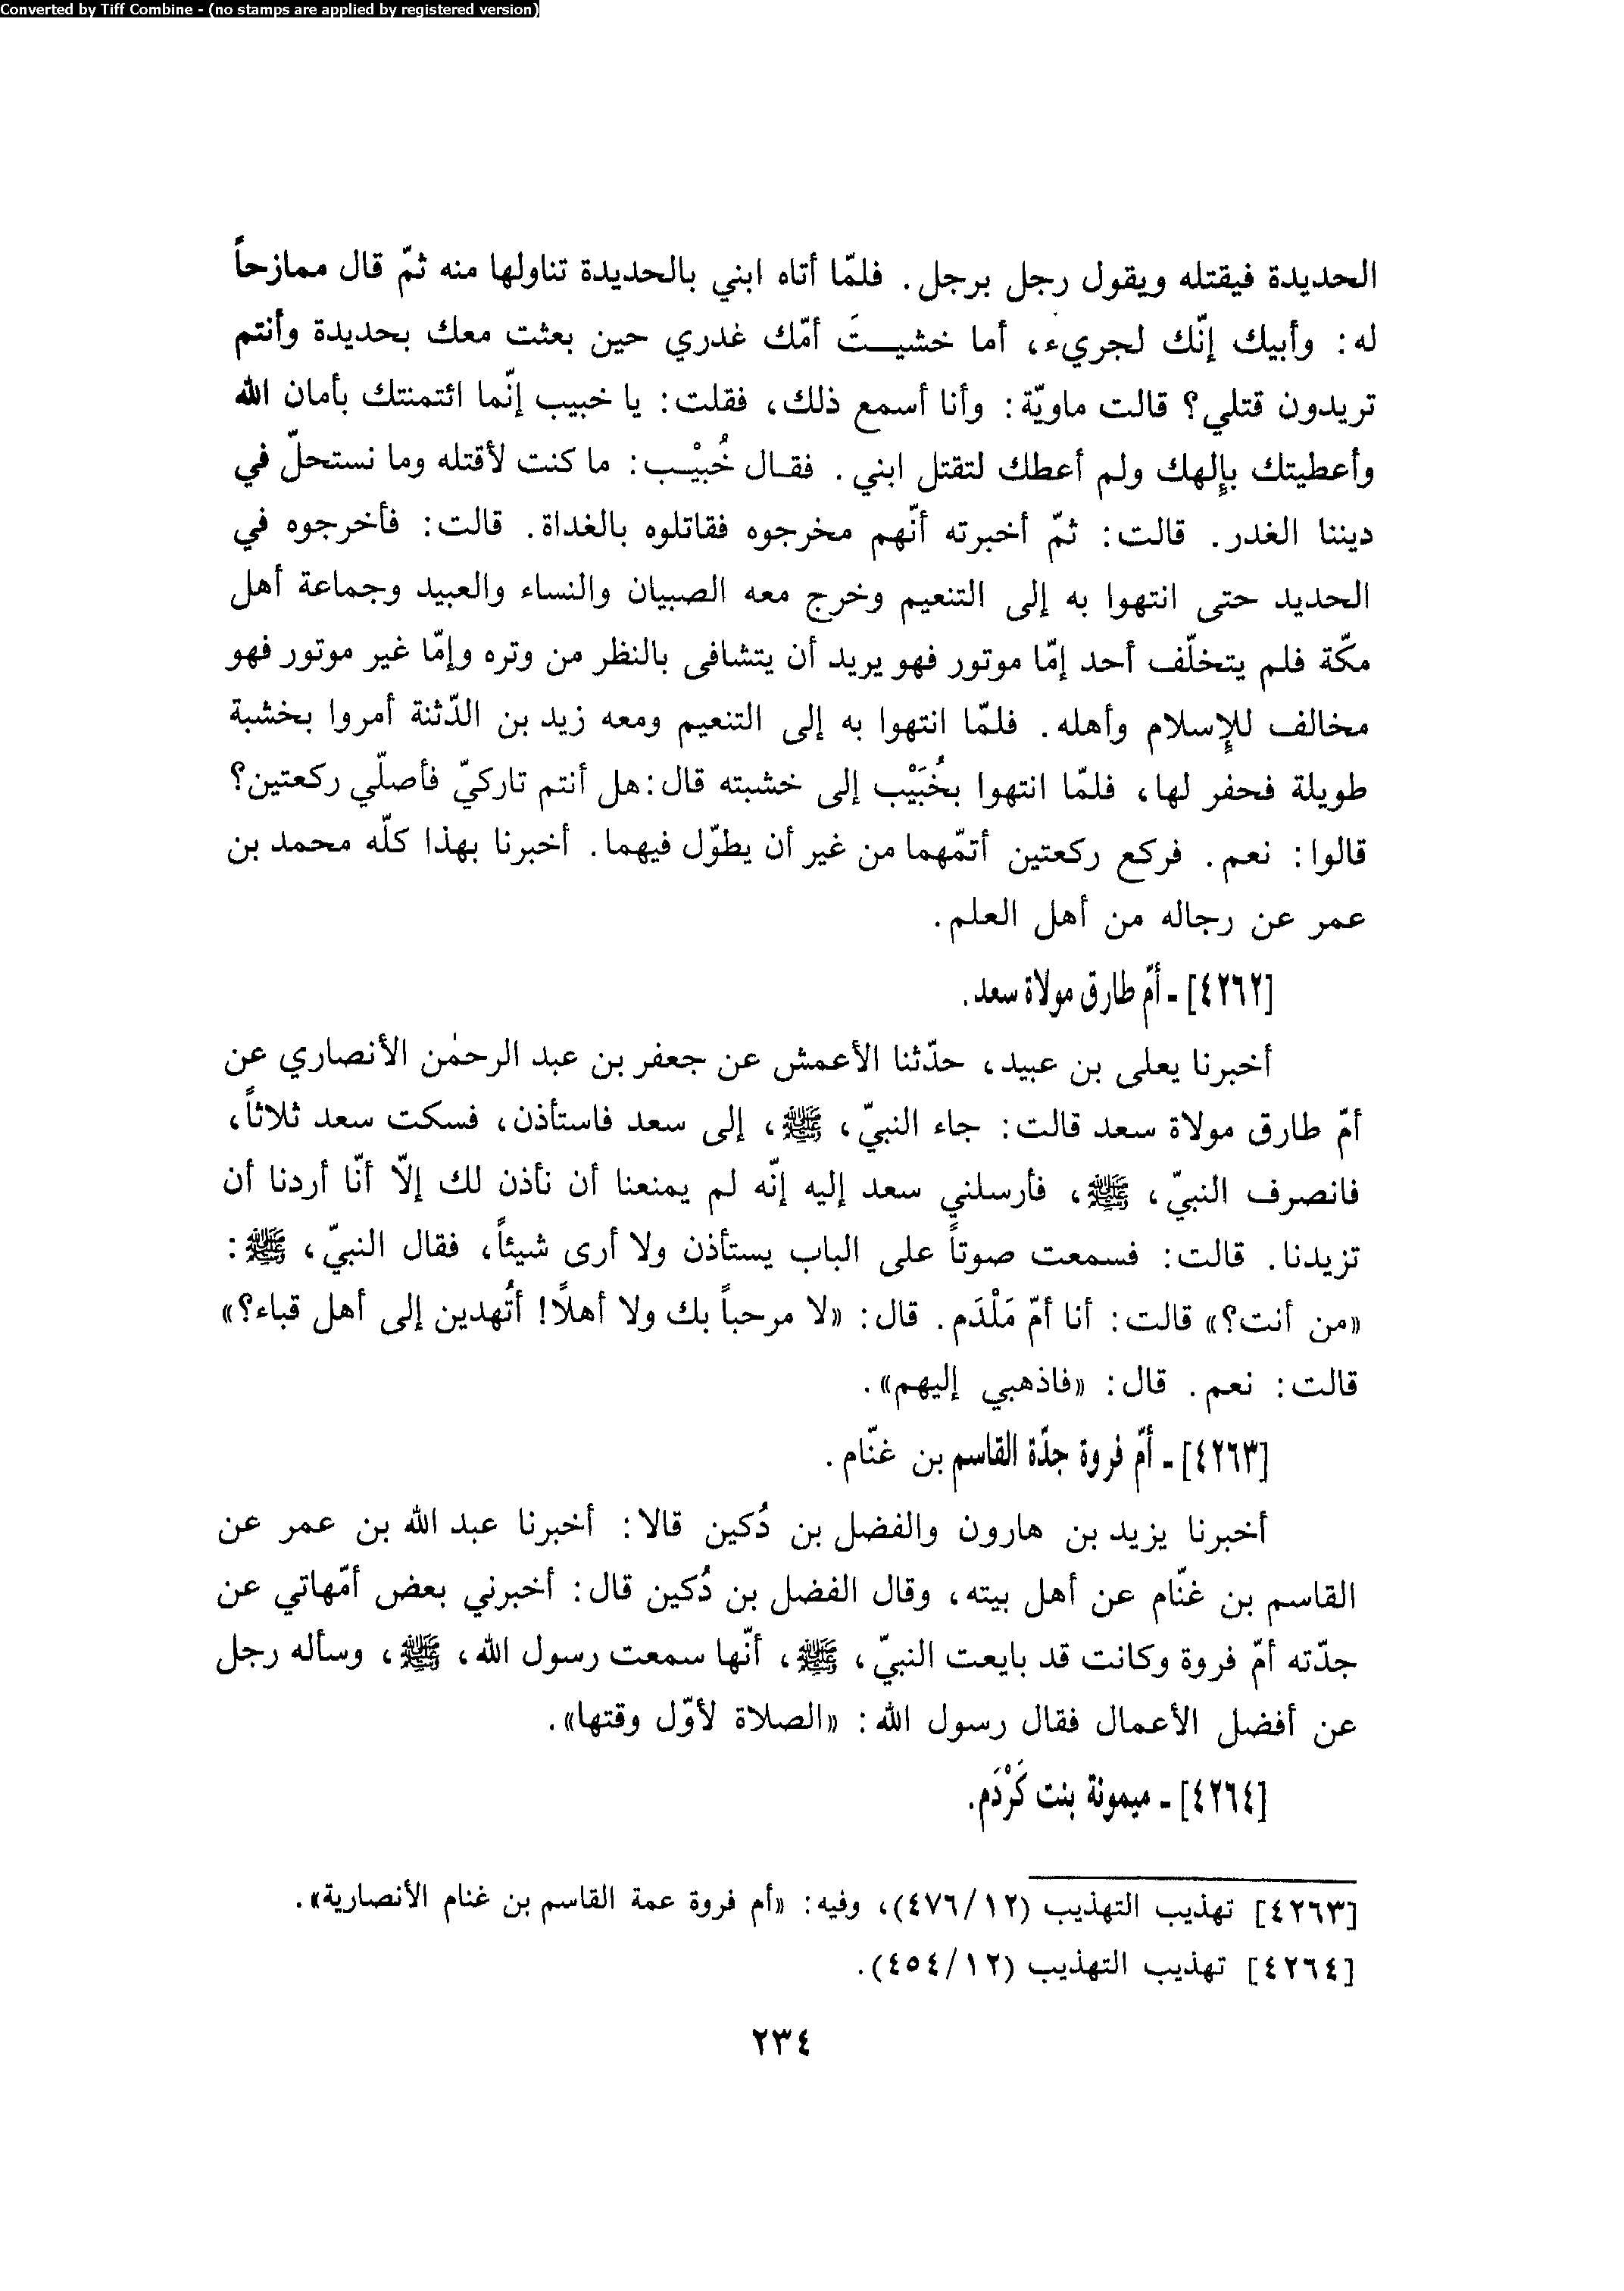 Converted by Tiff Combine - (no stamps are applied by registered version)
الحديدة فيقتله ويقول رجل برجل. فلمّا أتاه ابني بالحديدة تناولها منه ثمّ قال ممازحاً
له: وأبيك إنّك لجريء، أما خشيـــتَ أمّك غدري حين بعثت معك بحديدة وأنتم
تريدون قتلي؟ قالت ماويّة: وأنا أسمع ذلك، فقلت: يا خبيب إنّما ائتمنتك بأمان الله
وأعطيتك بإلهك ولم أعطك لتقتل ابني. فقـال خُبيْـب: ما كنت لأقتله وما نستحلّ في
ديننا الغدر. قالت: ثمّ أخبرته أنّهم مخرجوه فقاتلوه بالغداة. قالت: فأخرجوه في
الحديد حتى انتهوا به إلى التنعيم وخرج معه الصبيان والنساء والعبيد وجماعة أهل
مكّة فلم يتخلّف أحد إمّا موتور فهو يريد أن يتشافى بالنظر من وتره وإمّا غير موتور فهو
مخالف للإسلام وأهله. فلمّا انتهوا به إلى التنعيم ومعه زيد بن الدّثنة أمروا بخشبة
طويلة فحفر لها، فلمّا انتهوا بخُبَيْب إلى خشبته قال: هل أنتم تاركيّ فأصلّي ركعتين؟
قالوا: نعم. فركع ركعتين أتمّهما من غير أن يطوّل فيهما. أخبرنا بهذا كلّه محمد بن
عمر عن رجاله من أهل العلم.
[٤٢٦٢] - أمّ طارق مولاة سعد.
أخبرنا يعلى بن عبيد، حدّثنا الأعمش عن جعفر بن عبد الرحمٰن الأنصاري عن
أمّ طارق مولاة سعد قالت: جاء النبيّ، ﷺ، إلى سعد فاستأذن، فسكت سعد ثلاثاً،
فانصرف النبيّ، ﷺ، فأرسلني سعد إليه إنّه لم يمنعنا أن نأذن لك إلاّ أنّا أردنا أن
تزيدنا. قالت: فسمعت صوتاً على الباب يستأذن ولا أرى شيئاً، فقال النبيّ، ﷺ:
«من أنت؟» قالت: أنا أمّ مَلْدَم. قال: «لا مرحباً بك ولا أهلاً! أتُهدين إلى أهل قباء؟»
قالت: نعم. قال: «فاذهبي إليهم».
[٤٢٦٣] - أمّ فروة جدّة القاسم بن غنّام.
أخبرنا يزيد بن هارون والفضل بن دُكين قالا: أخبرنا عبد الله بن عمر عن
القاسم بن غنّام عن أهل بيته، وقال الفضل بن دُكين قال: أخبرني بعض أمّهاتي عن
جدّته أمّ فروة وكانت قد بايعت النبيّ، ﷺ، أنّها سمعت رسول الله، ﷺ، وسأله رجل
عن أفضل الأعمال فقال رسول الله: «الصلاة لأوّل وقتها».
[٤٢٦٤] - ميمونة بنت كَرْدَم.
[٤٢٦٣] تهذيب التهذيب (٤٧٦/١٢)، وفيه: «أم فروة عمة القاسم بن غنام الأنصارية».
[٤٢٦٤] تهذيب التهذيب (٤٥٤/١٢).
٢٣٤